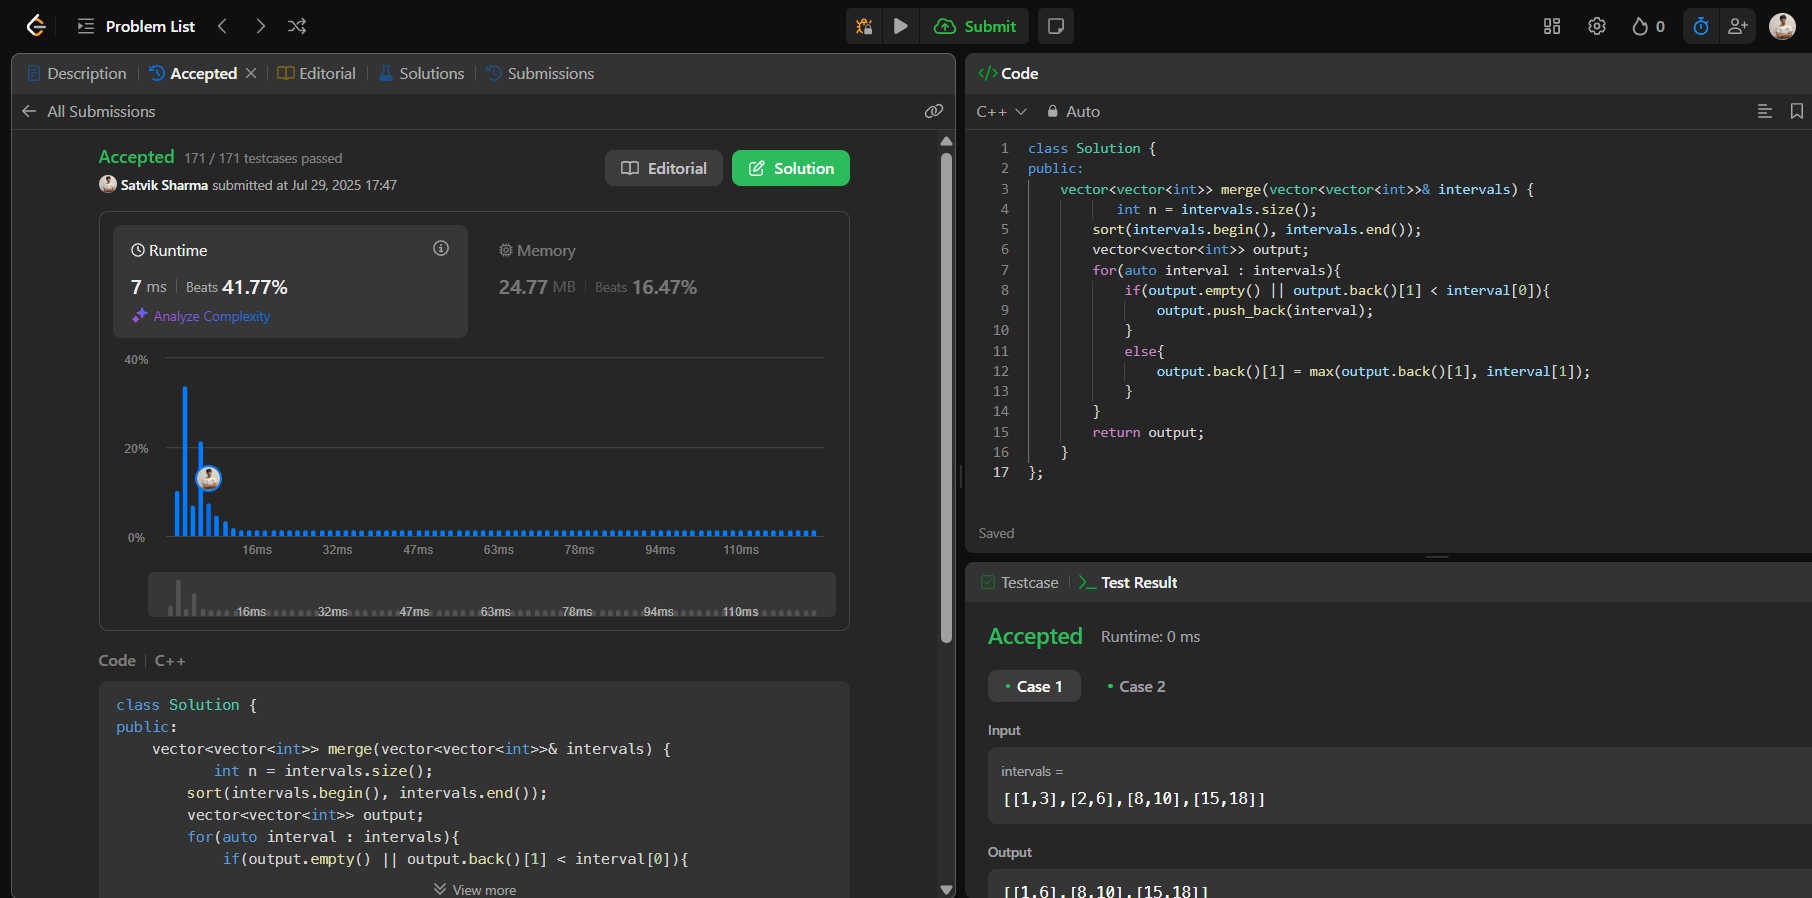 Problem List
Submit
0
Description
Accepted
Editorial
Solutions
Submissions
All Submissions
Accepted 171 / 171 testcases passed
Satvik Sharma submitted at Jul 29, 2025 17:47
Editorial
Solution
Runtime
7 ms | Beats 41.77%
Analyze Complexity
Memory
24.77 MB | Beats 16.47%
40%
20%
0%
16ms 32ms 47ms 63ms 78ms 94ms 110ms
16ms 32ms 47ms 63ms 78ms 94ms 110ms
Code | C++
class Solution {
public:
    vector<vector<int>> merge(vector<vector<int>>& intervals) {
           int n = intervals.size();
        sort(intervals.begin(), intervals.end());
        vector<vector<int>> output;
        for(auto interval : intervals){
            if(output.empty() || output.back()[1] < interval[0]){
View more
Code
C++ Auto
1 class Solution {
2 public:
3     vector<vector<int>> merge(vector<vector<int>>& intervals) {
4            int n = intervals.size();
5         sort(intervals.begin(), intervals.end());
6         vector<vector<int>> output;
7         for(auto interval : intervals){
8             if(output.empty() || output.back()[1] < interval[0]){
9                 output.push_back(interval);
10             }
11             else{
12                 output.back()[1] = max(output.back()[1], interval[1]);
13             }
14         }
15         return output;
16     }
17 };
Saved
Testcase
Test Result
Accepted Runtime: 0 ms
Case 1
Case 2
Input
intervals =
[[1,3],[2,6],[8,10],[15,18]]
Output
[[1,6],[8,10],[15,18]]